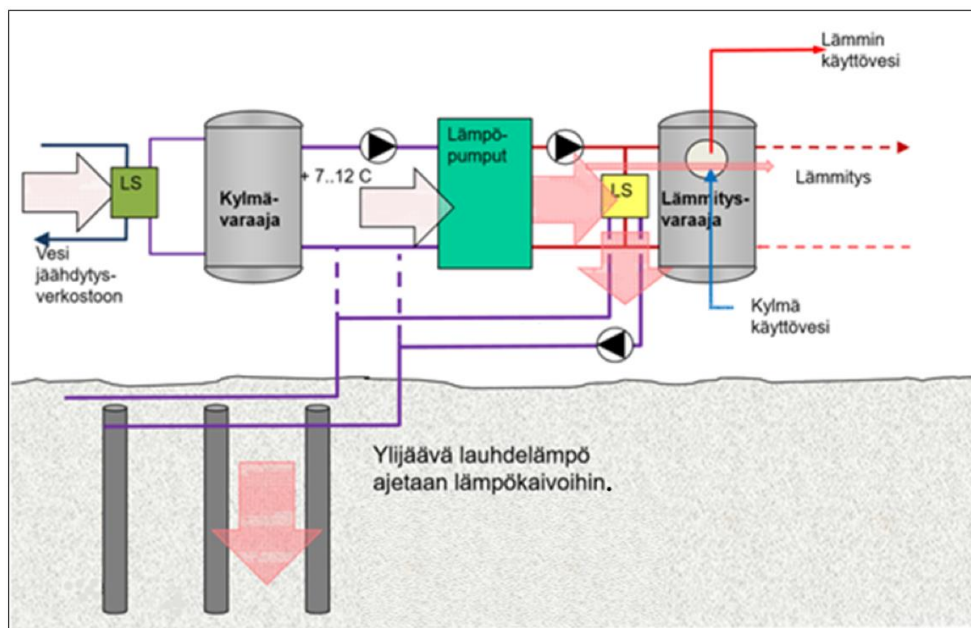 Lämmin
käyttövesi
LS
+ 7..12 C
Kylmä-
varaaja
Lämpö-
pumput
LS
Lämmitys-
varaaja
Lämmitys
Vesi
jäähdytys-
verkostoon
Kylmä
käyttövesi
Ylijäävä lauhdelämpö
ajetaan lämpökaivoihin.